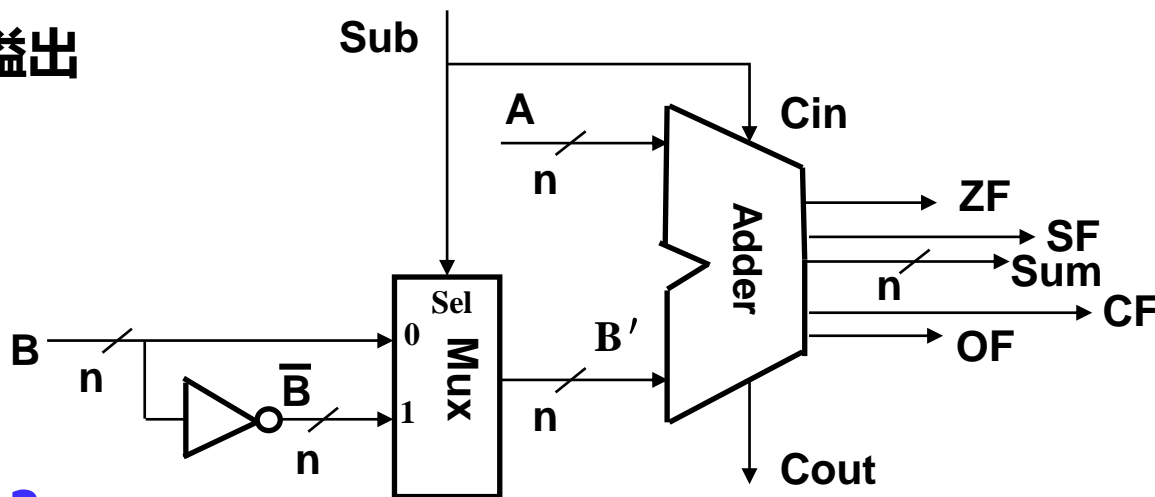 溢出
Sub
A
n
Cin
Adder
ZF
SF
n
Sum
CF
OF
Cout
Sel
0
Mux
1
B
n
B̅
n
B′
n